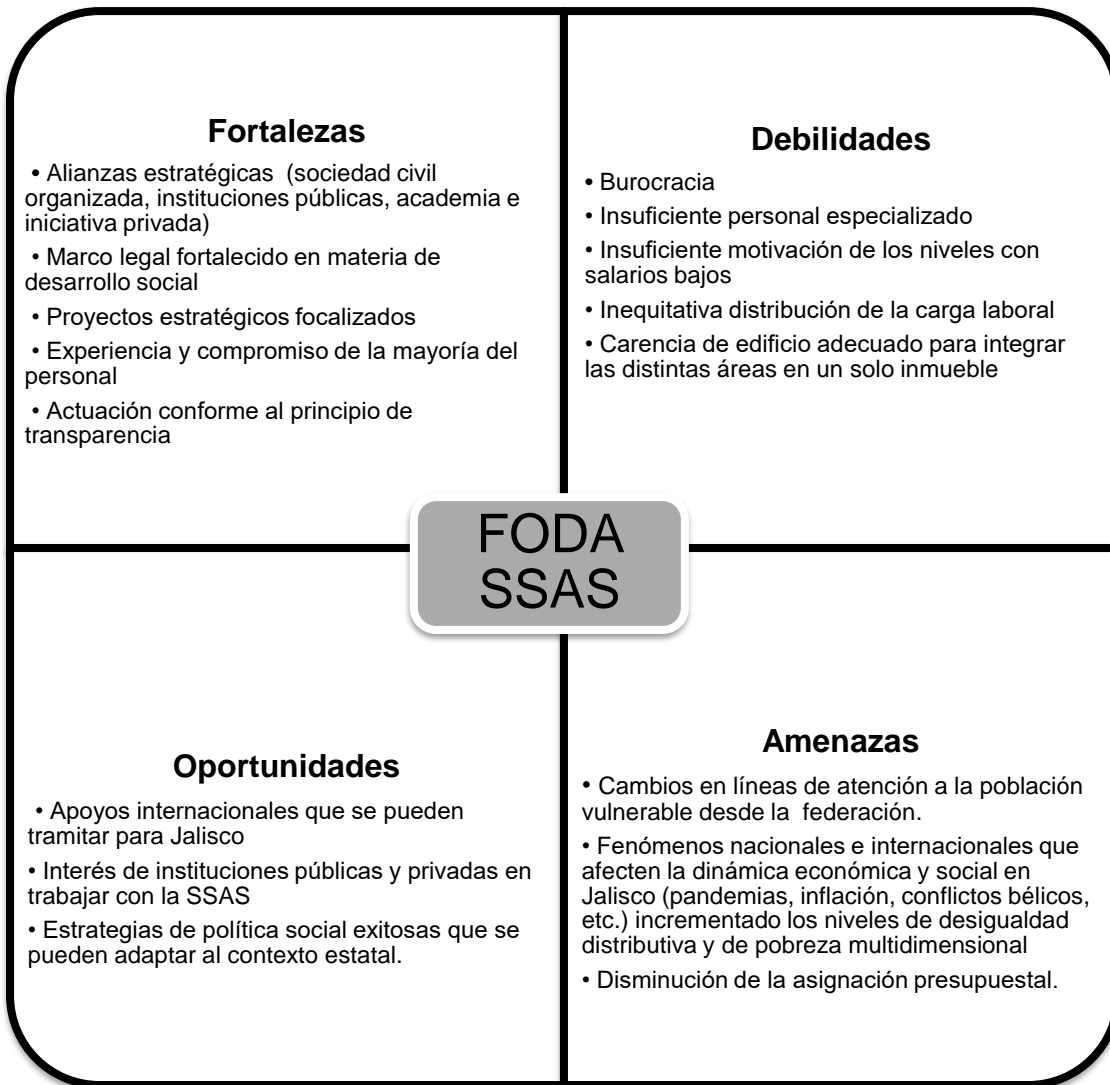 Fortalezas
• Alianzas estratégicas (sociedad civil
organizada, instituciones públicas, academia e
iniciativa privada)
• Marco legal fortalecido en materia de
desarrollo social
• Proyectos estratégicos focalizados
• Experiencia y compromiso de la mayoría del
personal
• Actuación conforme al principio de
transparencia
Debilidades
• Burocracia
• Insuficiente personal especializado
• Insuficiente motivación de los niveles con
salarios bajos
• Inequitativa distribución de la carga laboral
• Carencia de edificio adecuado para integrar
las distintas áreas en un solo inmueble
FODA
SSAS
Oportunidades
• Apoyos internacionales que se pueden
tramitar para Jalisco
• Interés de instituciones públicas y privadas en
trabajar con la SSAS
• Estrategias de política social exitosas que se
pueden adaptar al contexto estatal.
Amenazas
• Cambios en líneas de atención a la población
vulnerable desde la federación.
• Fenómenos nacionales e internacionales que
afecten la dinámica económica y social en
Jalisco (pandemias, inflación, conflictos bélicos,
etc.) incrementado los niveles de desigualdad
distributiva y de pobreza multidimensional
• Disminución de la asignación presupuestal.